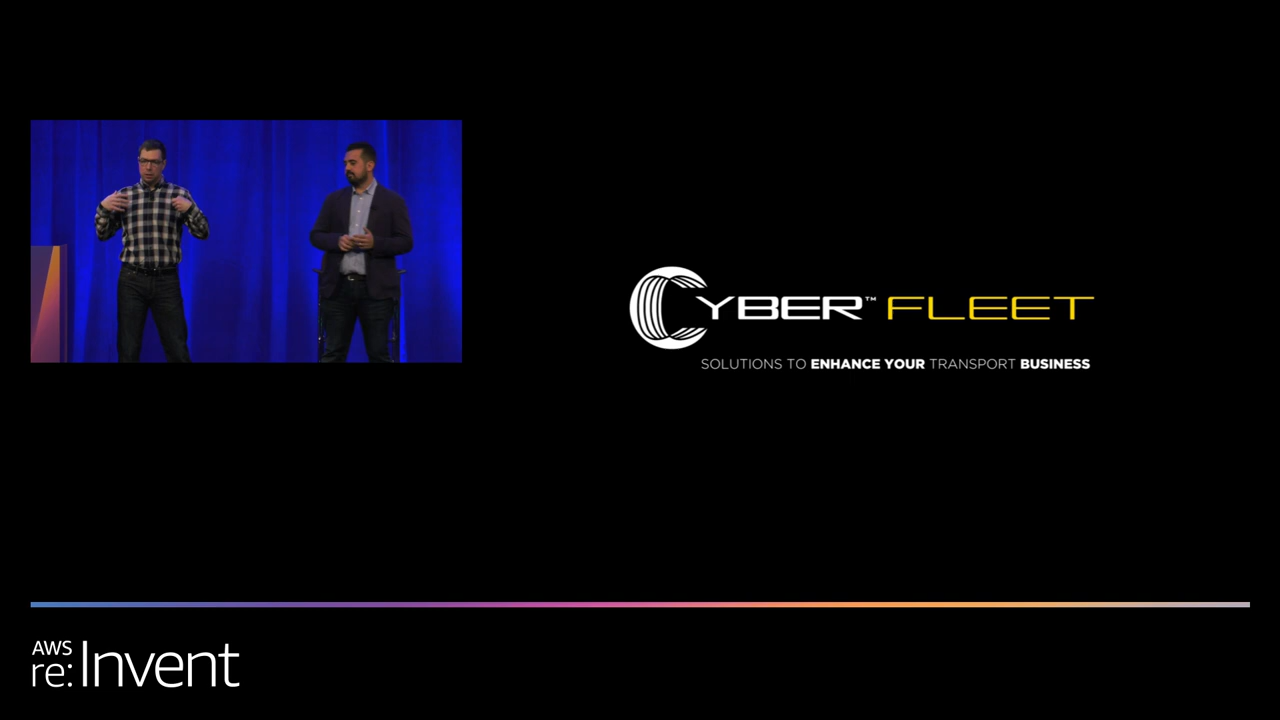 CYBER™ FLEET
SOLUTIONS TO ENHANCE YOUR TRANSPORT BUSINESS
AWS
re:Invent